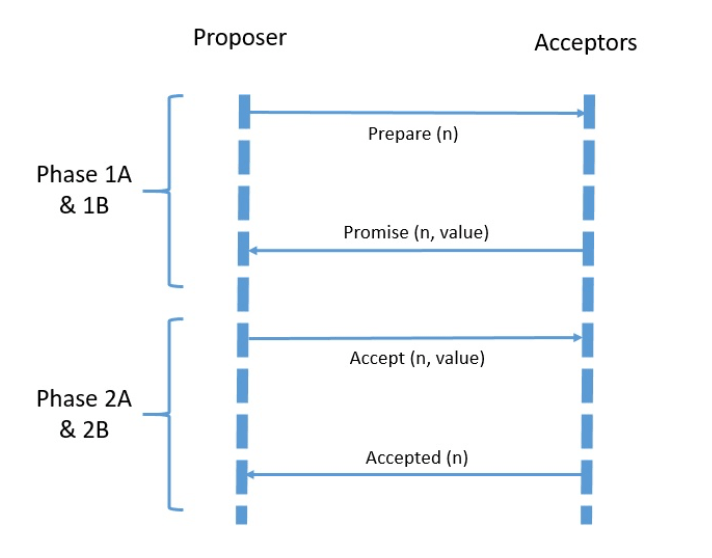 Proposer
Acceptors
Prepare (n)
Phase 1A
& 1B
Promise (n, value)
Accept (n, value)
Phase 2A
& 2B
Accepted (n)